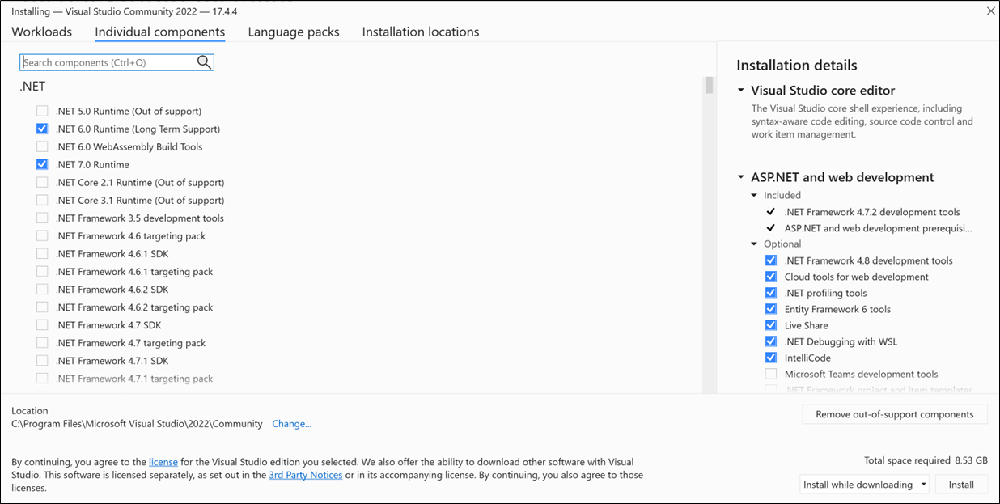 Installing — Visual Studio Community 2022 — 17.4.4
Workloads Individual components Language packs Installation locations
Search components (Ctrl+Q)
.NET
.NET 5.0 Runtime (Out of support)
.NET 6.0 Runtime (Long Term Support)
.NET 6.0 WebAssembly Build Tools
.NET 7.0 Runtime
.NET Core 2.1 Runtime (Out of support)
.NET Core 3.1 Runtime (Out of support)
.NET Framework 3.5 development tools
.NET Framework 4.6 targeting pack
.NET Framework 4.6.1 SDK
.NET Framework 4.6.1 targeting pack
.NET Framework 4.6.2 SDK
.NET Framework 4.6.2 targeting pack
.NET Framework 4.7 SDK
.NET Framework 4.7 targeting pack
.NET Framework 4.7.1 SDK
.NET Framework 4.7.1 targeting pack
Installation details
Visual Studio core editor
The Visual Studio core shell experience, including
syntax-aware code editing, source code control and
work item management.
ASP.NET and web development
Included
.NET Framework 4.7.2 development tools
ASP.NET and web development prerequisi...
Optional
.NET Framework 4.8 development tools
Cloud tools for web development
.NET profiling tools
Entity Framework 6 tools
Live Share
.NET Debugging with WSL
IntelliCode
Microsoft Teams development tools
.NET Framework project and item templates
Location
C:\Program Files\Microsoft Visual Studio\2022\Community Change...
Remove out-of-support components
By continuing, you agree to the license for the Visual Studio edition you selected. We also offer the ability to download other software with Visual
Studio. This software is licensed separately, as set out in the 3rd Party Notices or in its accompanying license. By continuing, you also agree to those
licenses.
Total space required 8.53 GB
Install while downloading Install